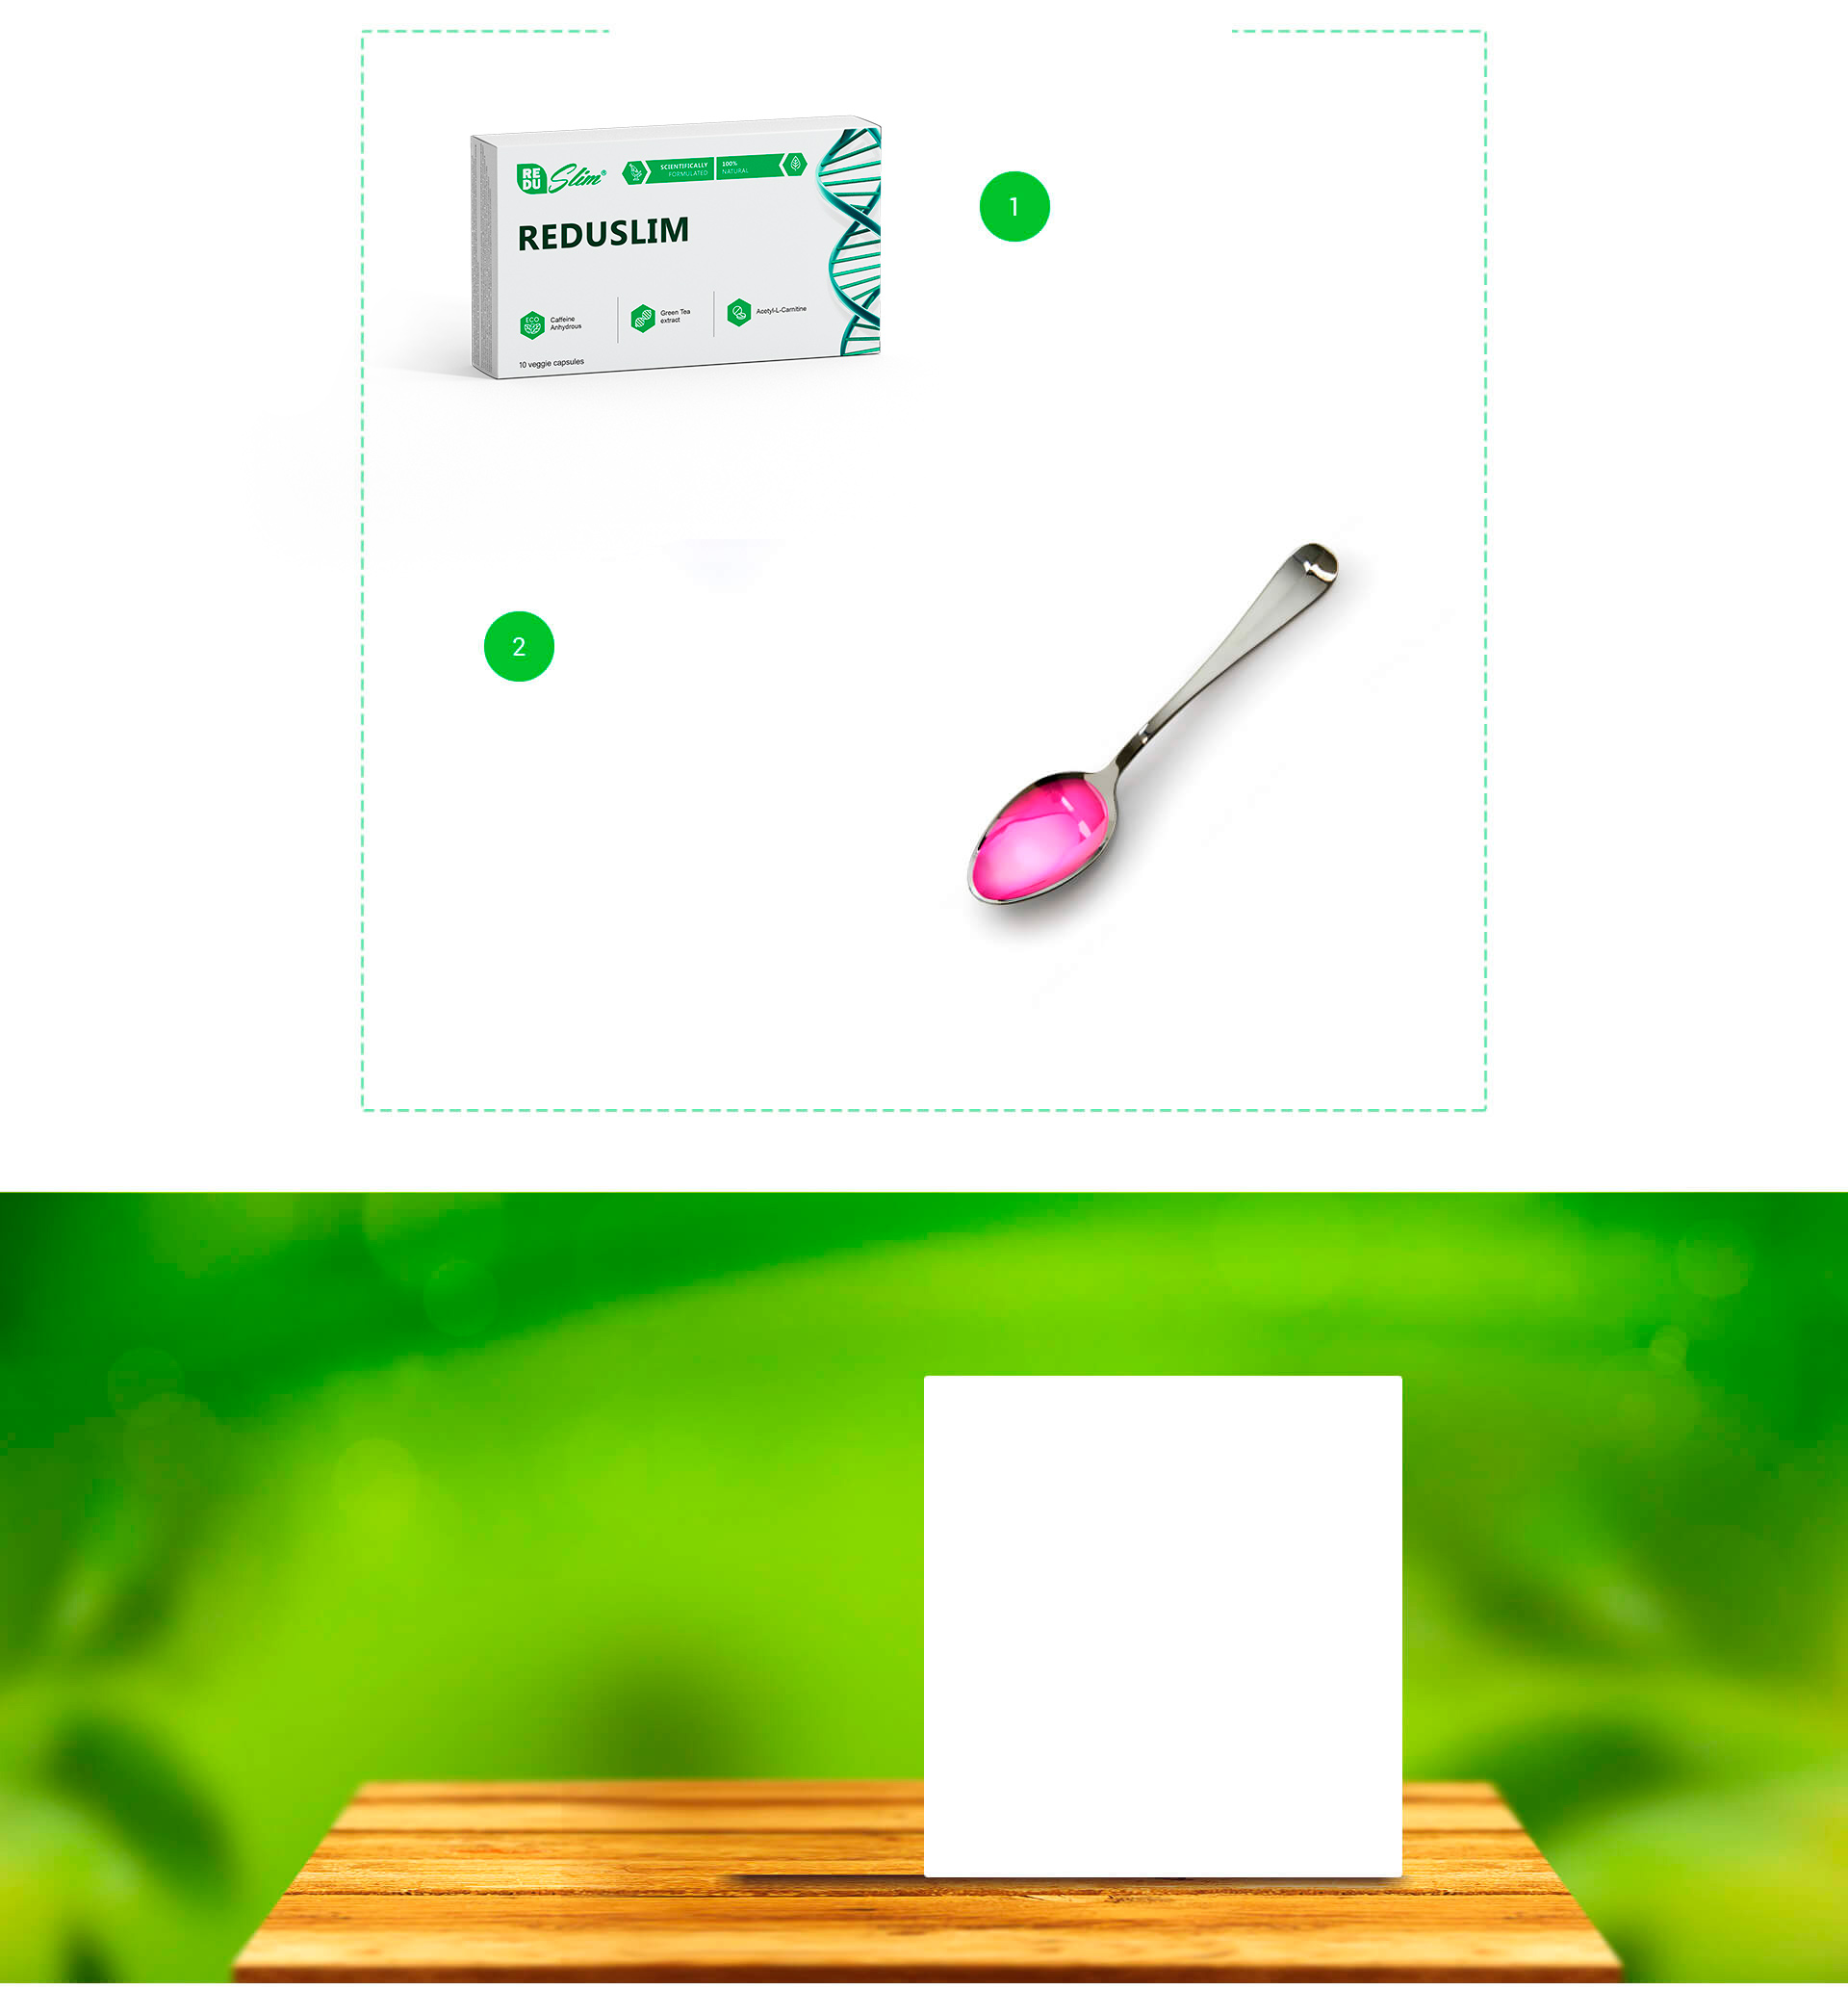 RE
DU
Slim®
SCIENTIFICALLY
FORMULATED
100%
NATURAL
REDUSLIM
ECO
Caffeine
Anhydrous
Green Tea
extract
Acetyl-L-Carnitine
10 veggie capsules
1
2